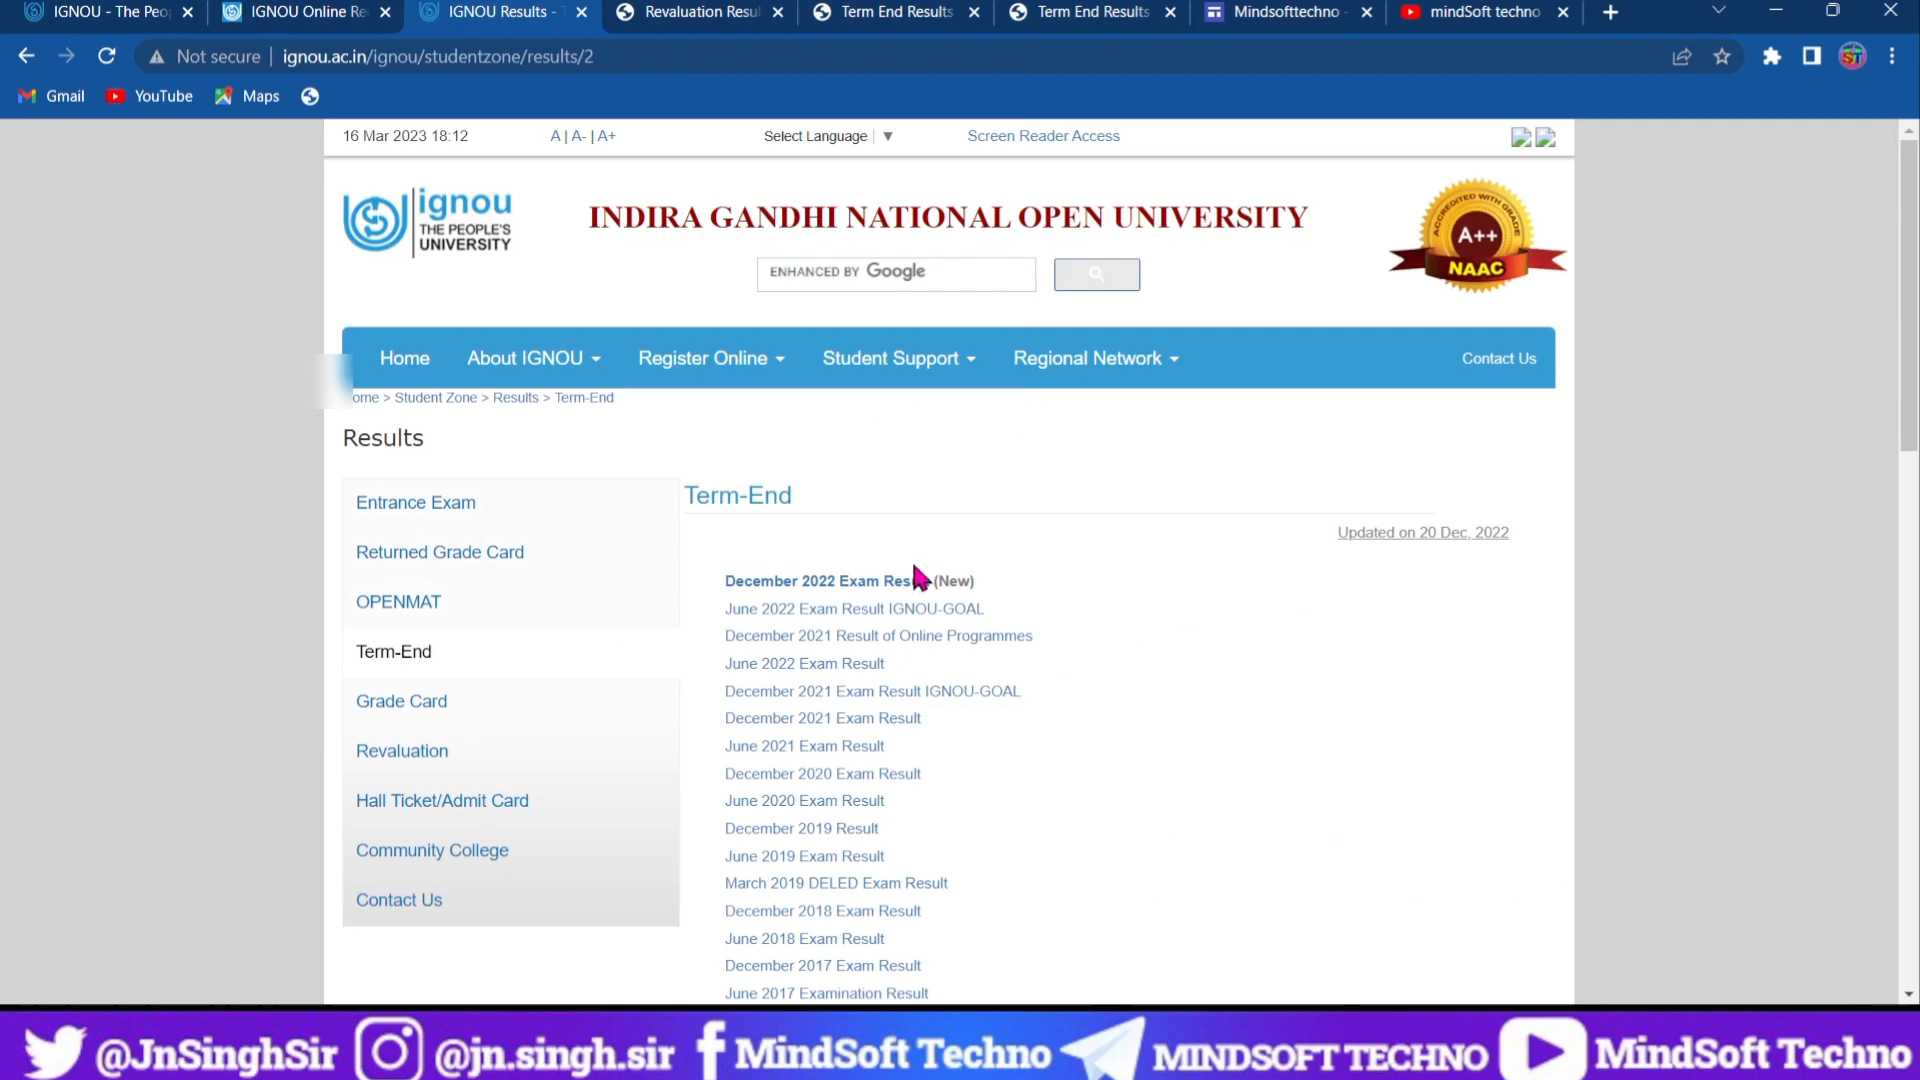 IGNOU - The Peo
IGNOU Online Re
IGNOU Results - T
Revaluation Resul
Term End Results
Term End Results
Mindsofttechno -
mindSoft techno
Not secure
ignou.ac.in/ignou/studentzone/results/2
ST
Gmail
YouTube
Maps
16 Mar 2023 18:12
A | A- | A+
Select Language ▼
Screen Reader Access
ignou
THE PEOPLE'S
UNIVERSITY
INDIRA GANDHI NATIONAL OPEN UNIVERSITY
ENHANCED BY Google
ACCREDITED WITH GRADE
A++
NAAC
Home
About IGNOU
Register Online
Student Support
Regional Network
Contact Us
ome > Student Zone > Results > Term-End
Results
Entrance Exam
Returned Grade Card
OPENMAT
Term-End
Grade Card
Revaluation
Hall Ticket/Admit Card
Community College
Contact Us
Term-End
Updated on 20 Dec, 2022
December 2022 Exam Result (New)
June 2022 Exam Result IGNOU-GOAL
December 2021 Result of Online Programmes
June 2022 Exam Result
December 2021 Exam Result IGNOU-GOAL
December 2021 Exam Result
June 2021 Exam Result
December 2020 Exam Result
June 2020 Exam Result
December 2019 Result
June 2019 Exam Result
March 2019 DELED Exam Result
December 2018 Exam Result
June 2018 Exam Result
December 2017 Exam Result
June 2017 Examination Result
@JnSinghSir
@jn.singh.sir
MindSoft Techno
MINDSOFT TECHNO
MindSoft Techno